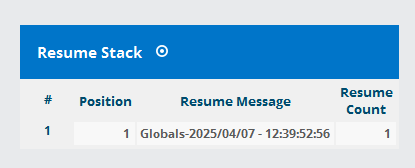 Resume Stack
# Position Resume Message Resume Count
1 1 Globals-2025/04/07 - 12:39:52:56 1